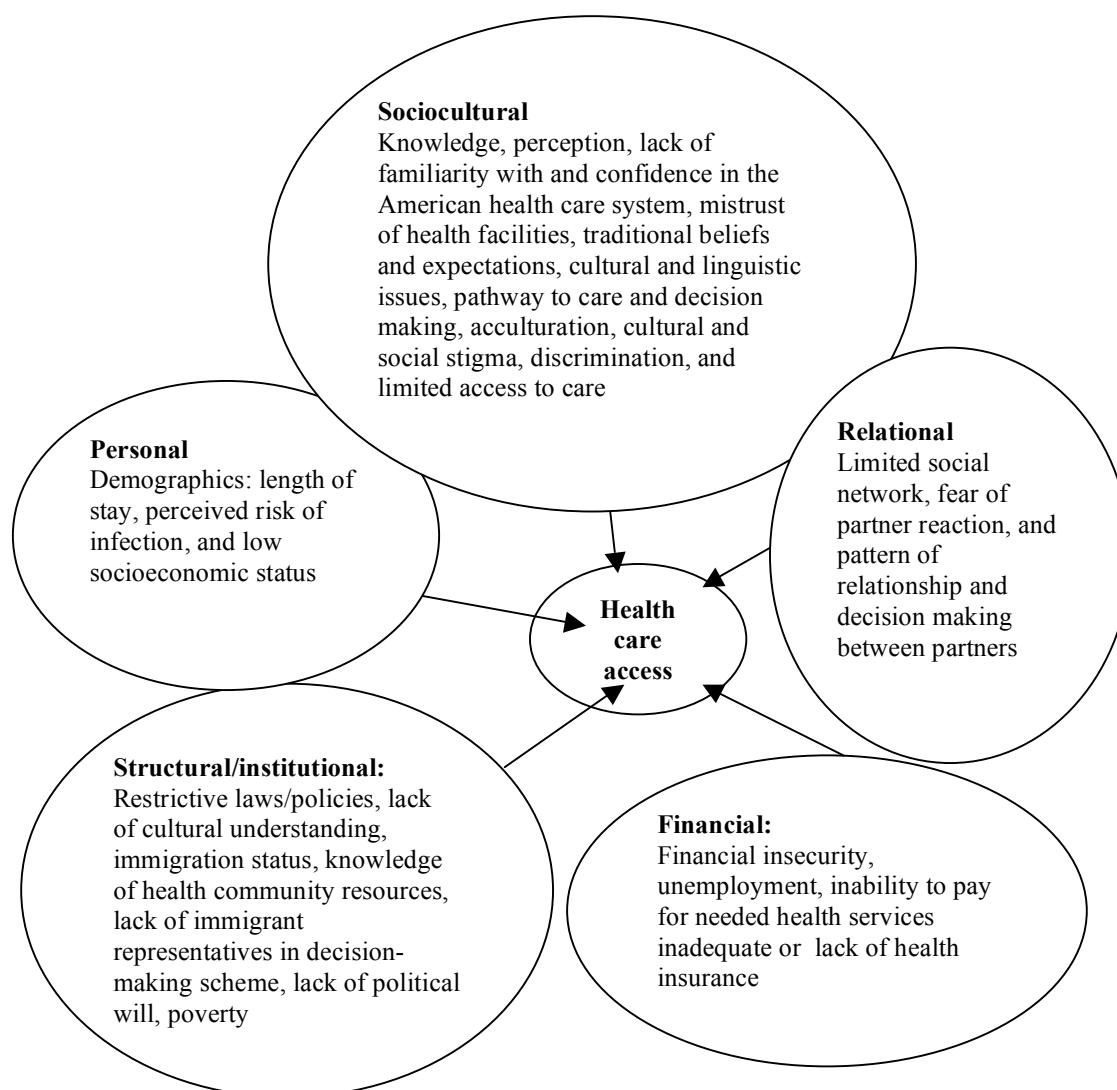 Sociocultural
Knowledge, perception, lack of
familiarity with and confidence in the
American health care system, mistrust
of health facilities, traditional beliefs
and expectations, cultural and linguistic
issues, pathway to care and decision
making, acculturation, cultural and
social stigma, discrimination, and
limited access to care
Personal
Demographics: length of
stay, perceived risk of
infection, and low
socioeconomic status
Relational
Limited social
network, fear of
partner reaction, and
pattern of
relationship and
decision making
between partners
Health
care
access
Structural/institutional:
Restrictive laws/policies, lack
of cultural understanding,
immigration status, knowledge
of health community resources,
lack of immigrant
representatives in decision-
making scheme, lack of political
will, poverty
Financial:
Financial insecurity,
unemployment, inability to pay
for needed health services
inadequate or  lack of health
insurance